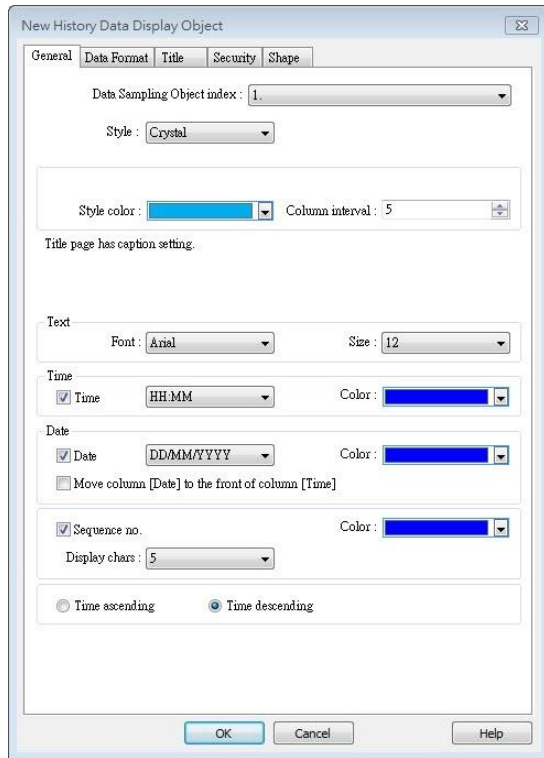 New History Data Display Object
General Data Format Title Security Shape
Data Sampling Object index : 1.
Style : Crystal
Style color : Column interval : 5
Title page has caption setting.
Text
Font : Arial Size : 12
Time
Time HH:MM Color :
Date
Date DD/MM/YYYY Color :
Move column [Date] to the front of column [Time]
Sequence no. Color :
Display chars : 5
Time ascending Time descending
OK Cancel Help